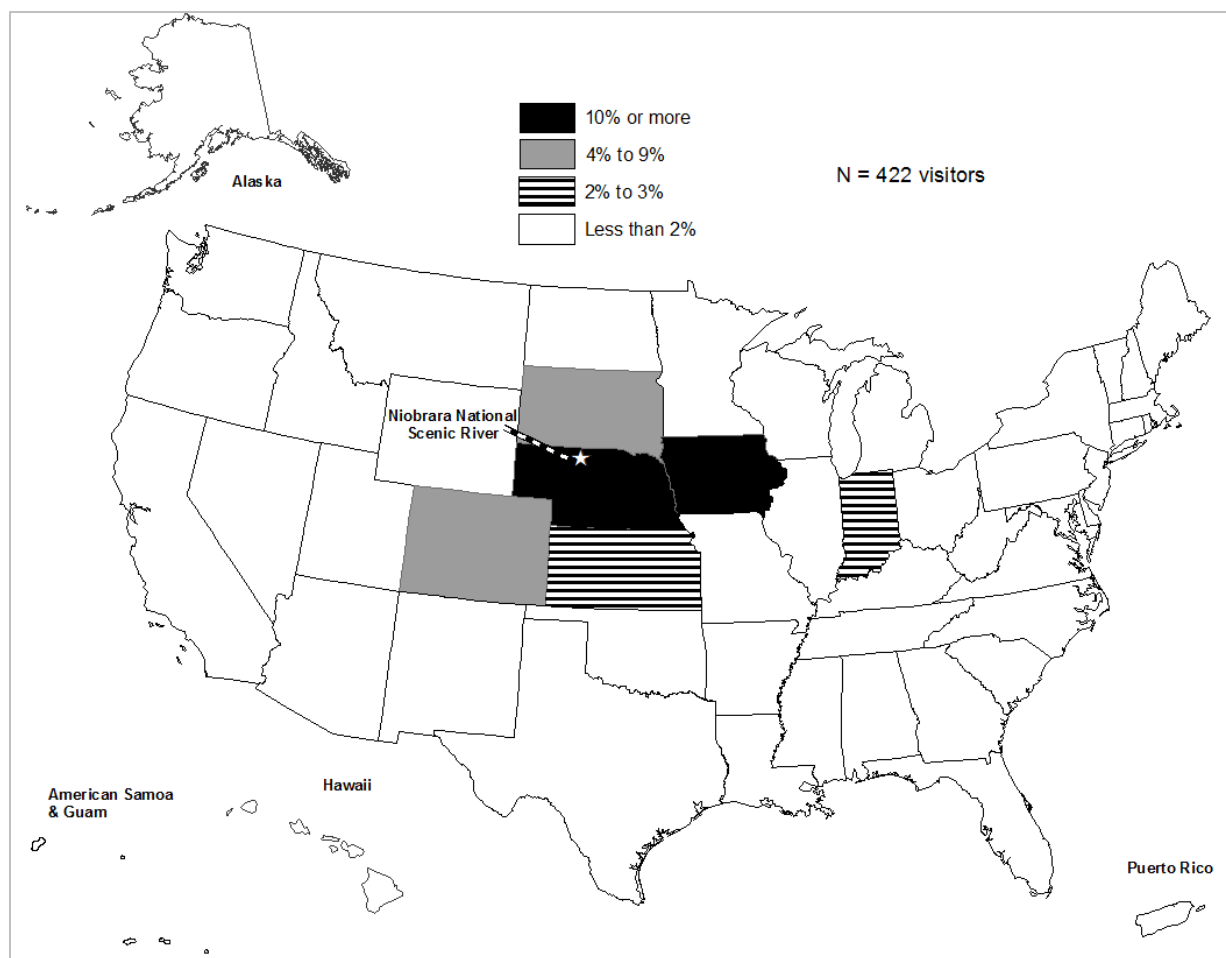 10% or more
4% to 9%
2% to 3%
Less than 2%
N = 422 visitors
Alaska
Niobrara National
Scenic River
American Samoa
& Guam
Hawaii
Puerto Rico